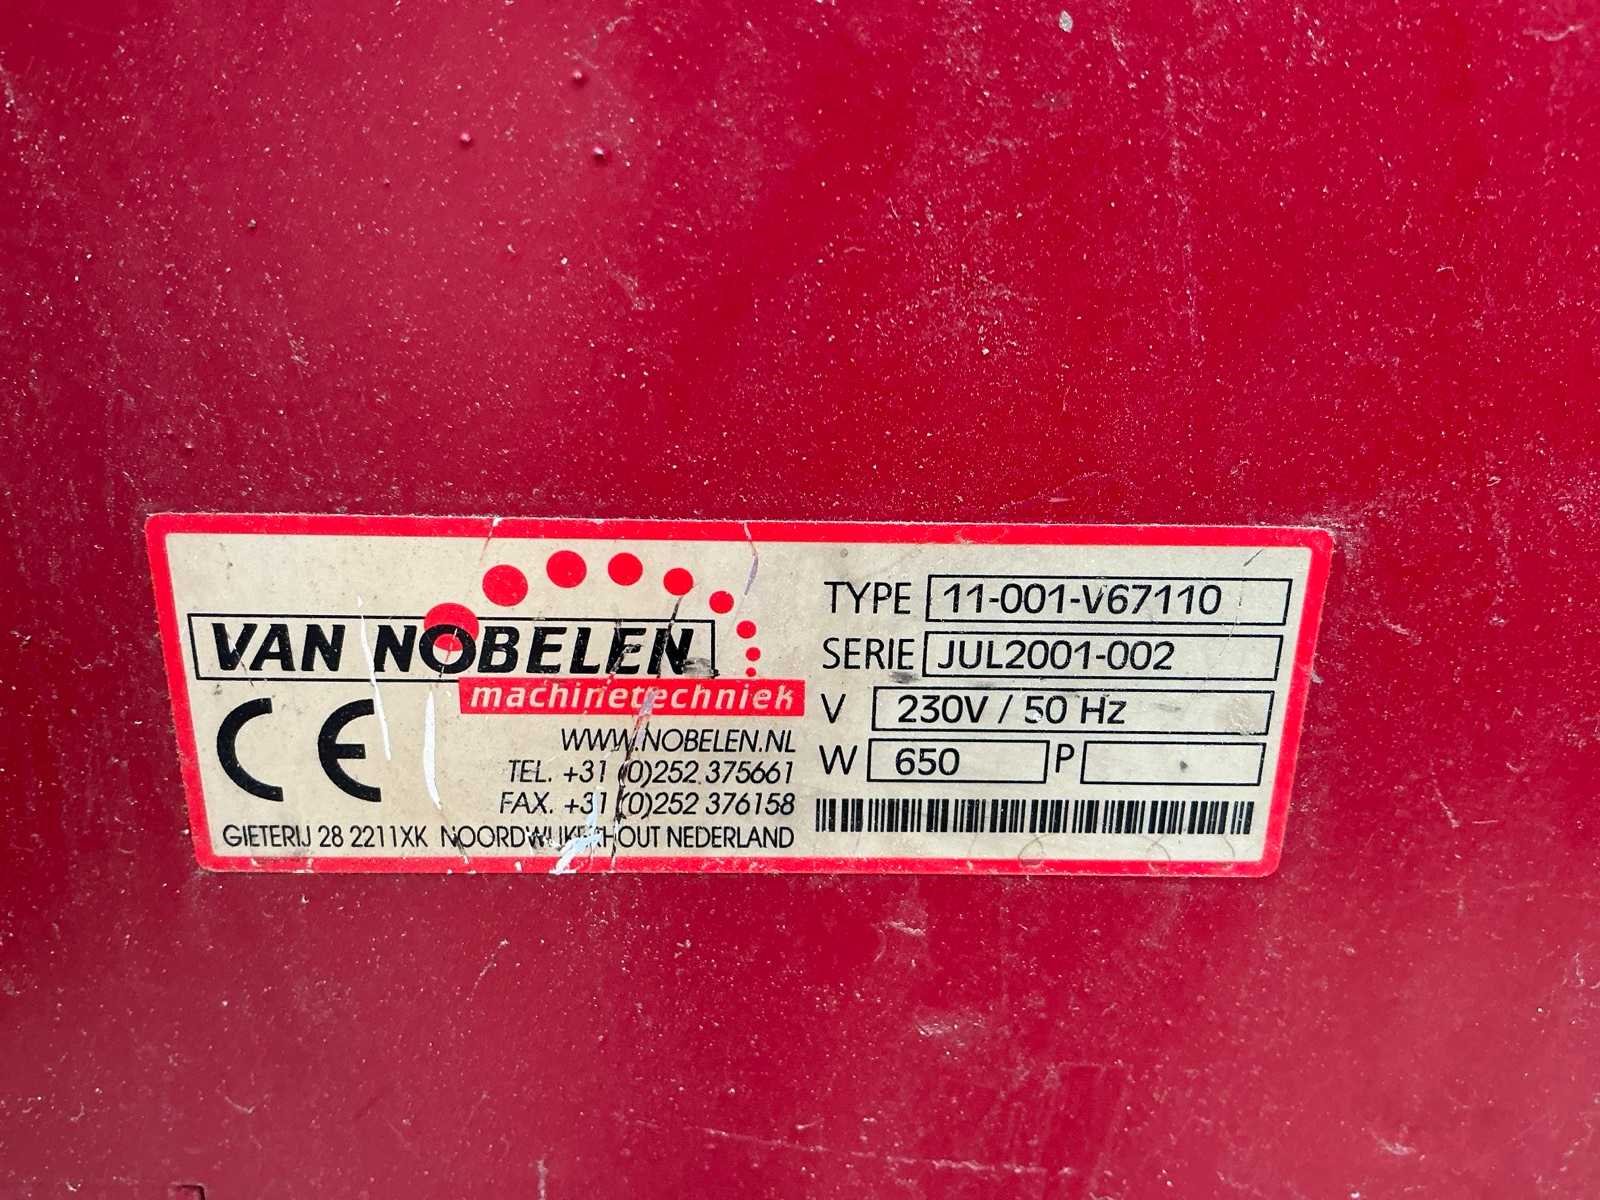 VAN NOBELEN
machinetechniek
CE
WWW.NOBELEN.NL
TEL. +31 (0)252 375661
FAX. +31 (0)252 376158
GIETERIJ 28 2211XK NOORDWIJKERHOUT NEDERLAND
TYPE 11-001-V67110
SERIE JUL2001-002
V 230V / 50 Hz
W 650 P